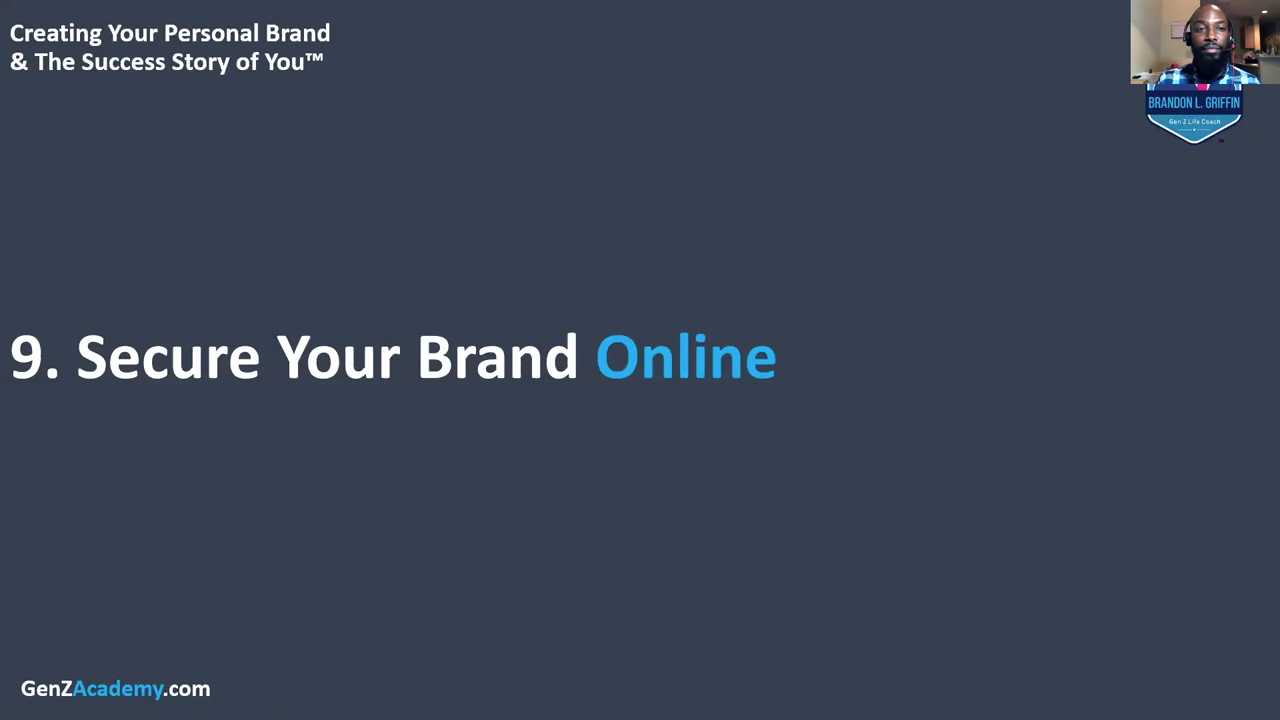 Creating Your Personal Brand
& The Success Story of You™
BRANDON L. GRIFFIN
Gen Z Life Coach
9. Secure Your Brand Online
GenZAcademy.com